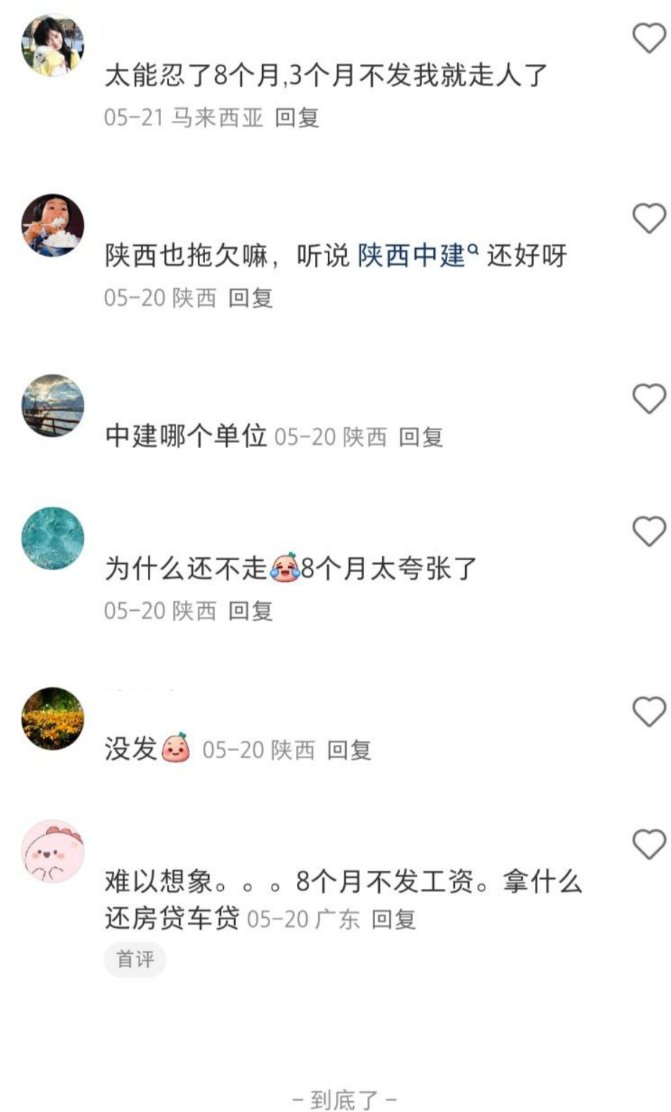 太能忍了8个月,3个月不发我就走人了
05-21 马来西亚 回复
陕西也拖欠嘛，听说 陕西中建 还好呀
05-20 陕西 回复
中建哪个单位 05-20 陕西 回复
为什么还不走8个月太夸张了
05-20 陕西 回复
没发 05-20 陕西 回复
难以想象。。。8个月不发工资。拿什么
还房贷车贷 05-20 广东 回复
首评
- 到底了 -